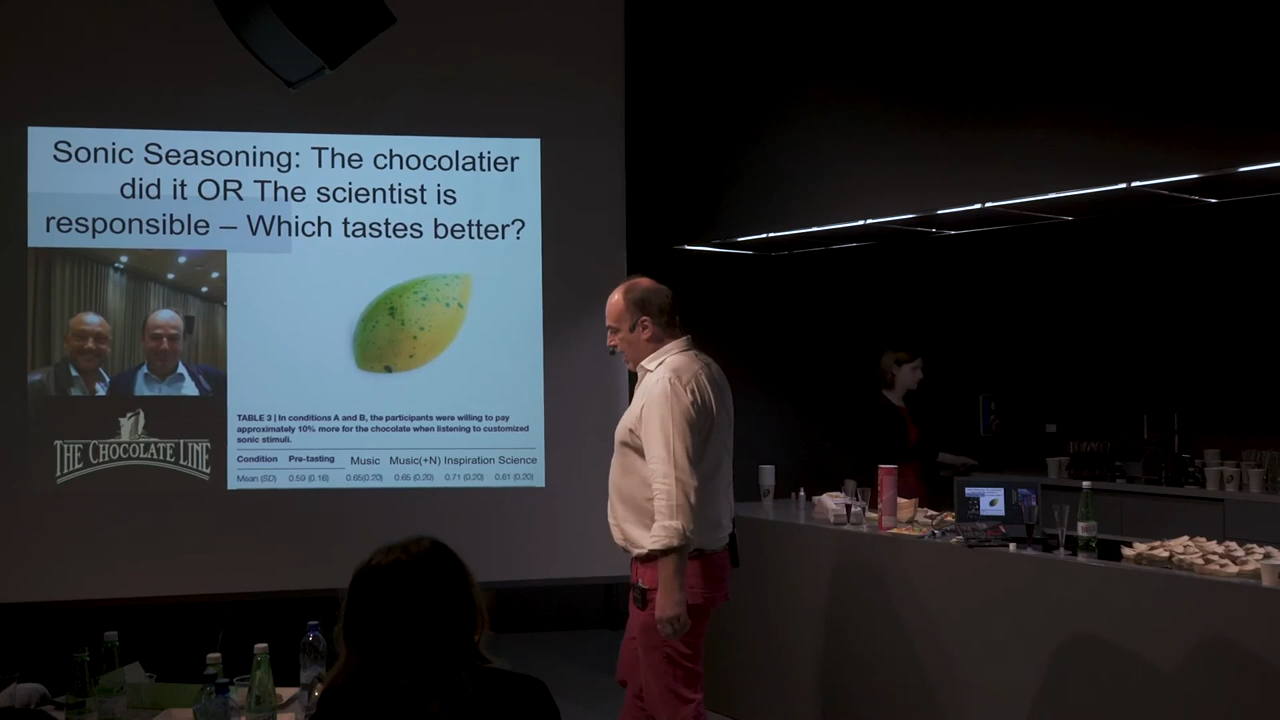 Sonic Seasoning: The chocolatier
did it OR The scientist is
responsible – Which tastes better?
THE CHOCOLATE LINE
TABLE 3 | In conditions A and B, the participants were willing to pay
approximately 10% more for the chocolate when listening to customized
sonic stimuli.
Condition Pre-tasting Music Music(+N) Inspiration Science
Mean (SD) 0.59 (0.16) 0.65(0.20) 0.65 (0.20) 0.71 (0.20) 0.61 (0.20)